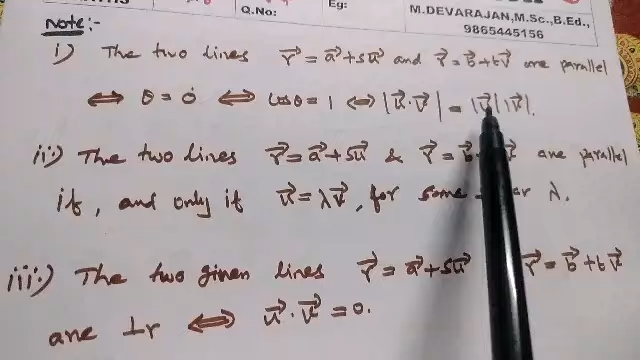 Q.No:
Eg:
M.DEVARAJAN,M.Sc.,B.Ed.,
9865445156
Note:-
i) The two lines r⃗ = a⃗ + su⃗ and r⃗ = b⃗ + tv⃗ are parallel
⟺ θ = 0 ⟺ cosθ = 1 ⟺ |u⃗ · v⃗| = |u⃗||v⃗|.
ii) The two lines r⃗ = a⃗ + su⃗ & r⃗ = b⃗ are parallel
if, and only if u⃗ = λv⃗, for some λ.
iii) The two given lines r⃗ = a⃗ + su⃗ r⃗ = b⃗ + tv⃗
are ⊥r ⟺ u⃗ · v⃗ = 0.